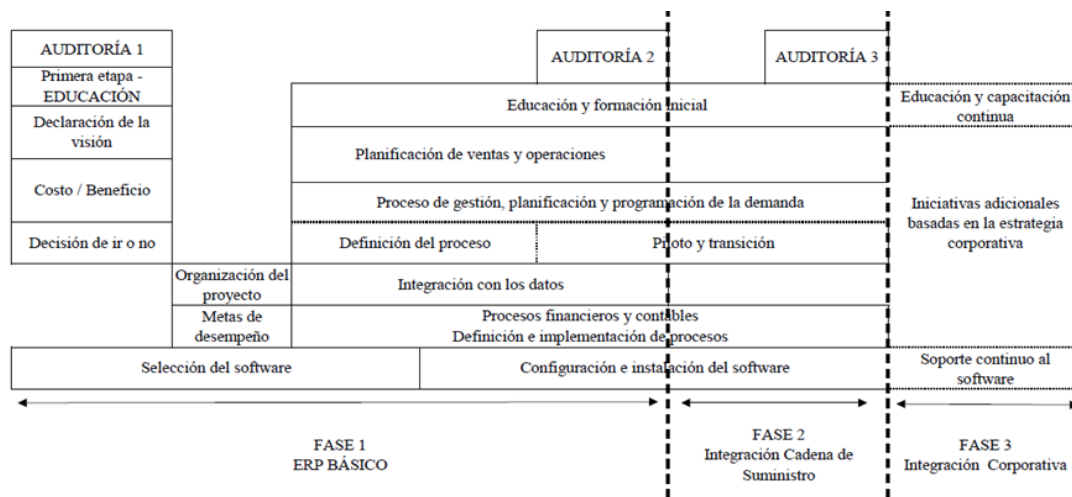 AUDITORÍA 1
AUDITORÍA 2
AUDITORÍA 3
Primera etapa -
EDUCACIÓN
Educación y formación inicial
Educación y capacitación
continua
Declaración de la
visión
Planificación de ventas y operaciones
Costo / Beneficio
Proceso de gestión, planificación y programación de la demanda
Iniciativas adicionales
basadas en la estrategia
corporativa
Decisión de ir o no
Definición del proceso
Piloto y transición
Organización del
proyecto
Integración con los datos
Metas de
desempeño
Procesos financieros y contables
Definición e implementación de procesos
Selección del software
Configuración e instalación del software
Soporte continuo al
software
FASE 1
ERP BÁSICO
FASE 2
Integración Cadena de
Suministro
FASE 3
Integración Corporativa